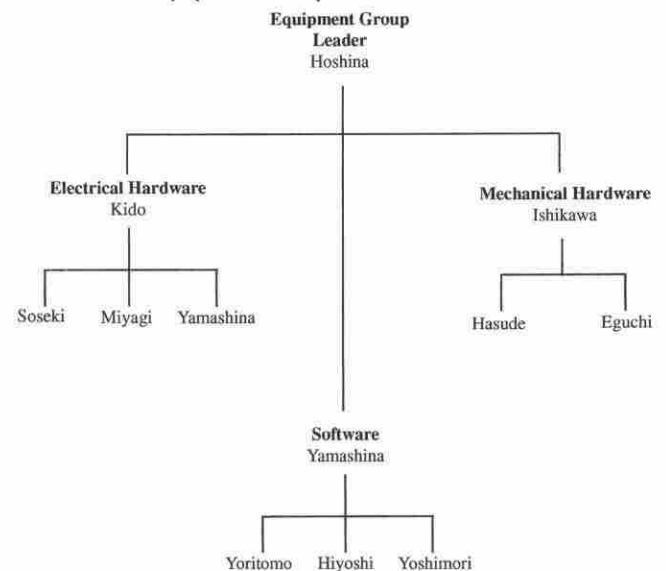 Equipment Group
Leader
Hoshina
Electrical Hardware
Kido
Mechanical Hardware
Ishikawa
Soseki Miyagi Yamashina
Hasude Eguchi
Software
Yamashina
Yoritomo Hiyoshi Yoshimori